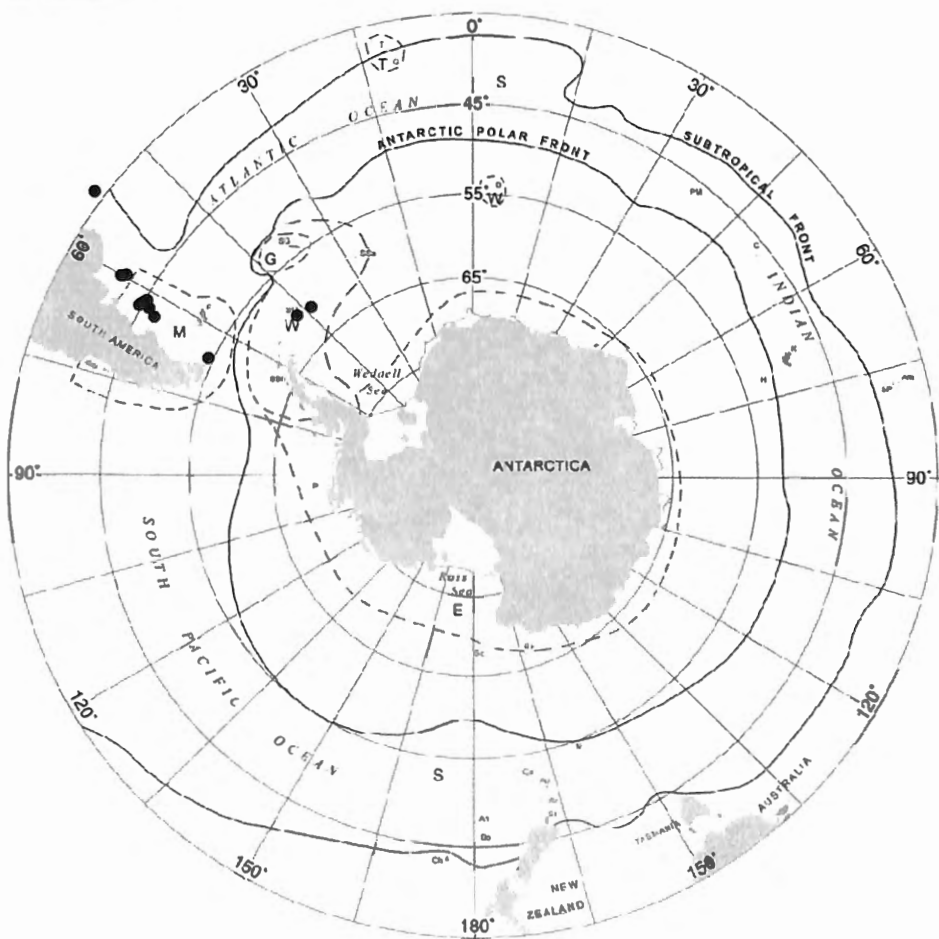 0°
30°
30°
T
T
G
S
ATLANTIC OCEAN
45°
ANTARCTIC POLAR FRONT
SUBTROPICAL FRONT
PM
W
55°
60°
60°
SG
G
C
INDIAN OCEAN
M
W
65°
SOUTH AMERICA
K
Weddell Sea
H
90°
ANTARCTICA
90°
P
SOUTH PACIFIC OCEAN
Ross Sea
E
120°
120°
S
AUSTRALIA
TASMANIA
150°
150°
NEW ZEALAND
180°